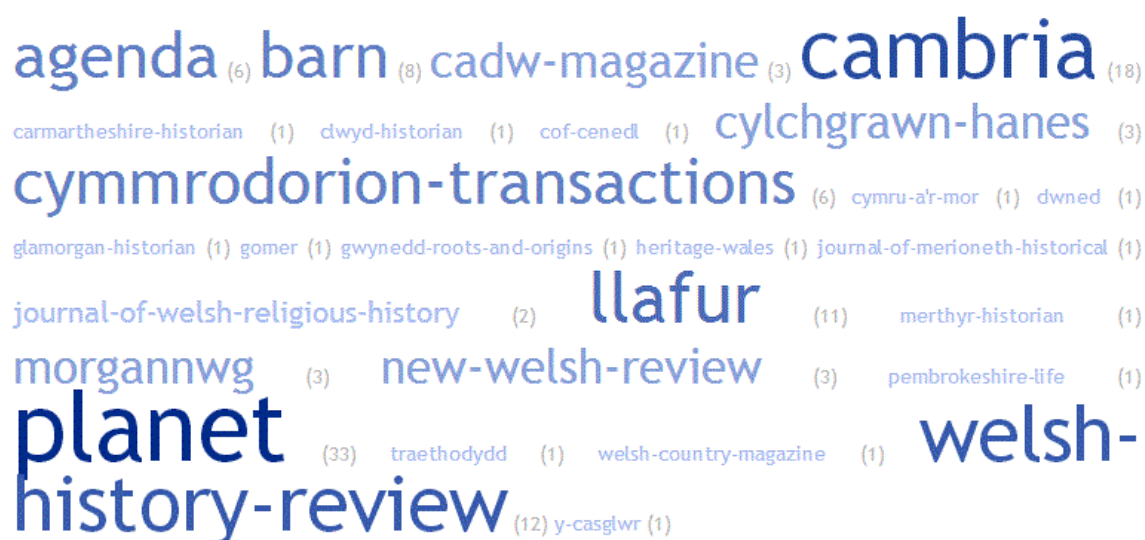 agenda (6) barn (8) cadw-magazine (3) cambria (18)
carmartheshire-historian (1) clwyd-historian (1) cof-cenedl (1) cylchgrawn-hanes (3)
cymmrodorion-transactions (6) cymru-a'r-mor (1) dwned (1)
glamorgan-historian (1) gomer (1) gwynedd-roots-and-origins (1) heritage-wales (1) journal-of-merioneth-historical (1)
journal-of-welsh-religious-history (2) llafur (11) merthyr-historian (1)
morgannwg (3) new-welsh-review (3) pembrokeshire-life (1)
planet (33) traethodydd (1) welsh-country-magazine (1) welsh-
history-review (12) y-casglwr (1)